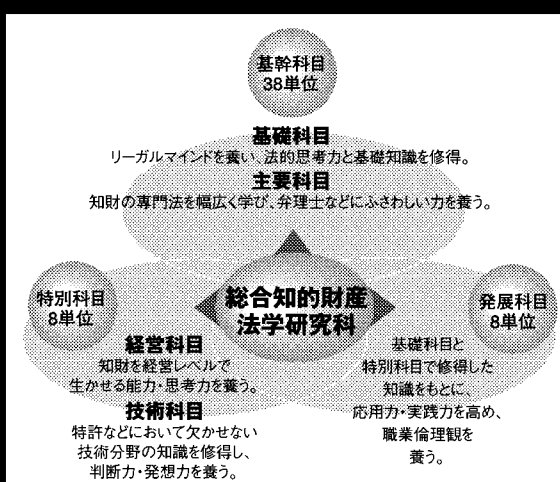 基幹科目
38単位
基礎科目
リーガルマインドを養い、法的思考力と基礎知識を修得。
主要科目
知財の専門法を幅広く学び、弁理士などにふさわしい力を養う。
総合知的財産
法学研究科
特別科目
8単位
経営科目
知財を経営レベルで
生かせる能力・思考力を養う。
技術科目
特許などにおいて欠かせない
技術分野の知識を修得し、
判断力・発想力を養う。
発展科目
8単位
基礎科目と
特別科目で修得した
知識をもとに、
応用力・実践力を高め、
職業倫理観を
養う。